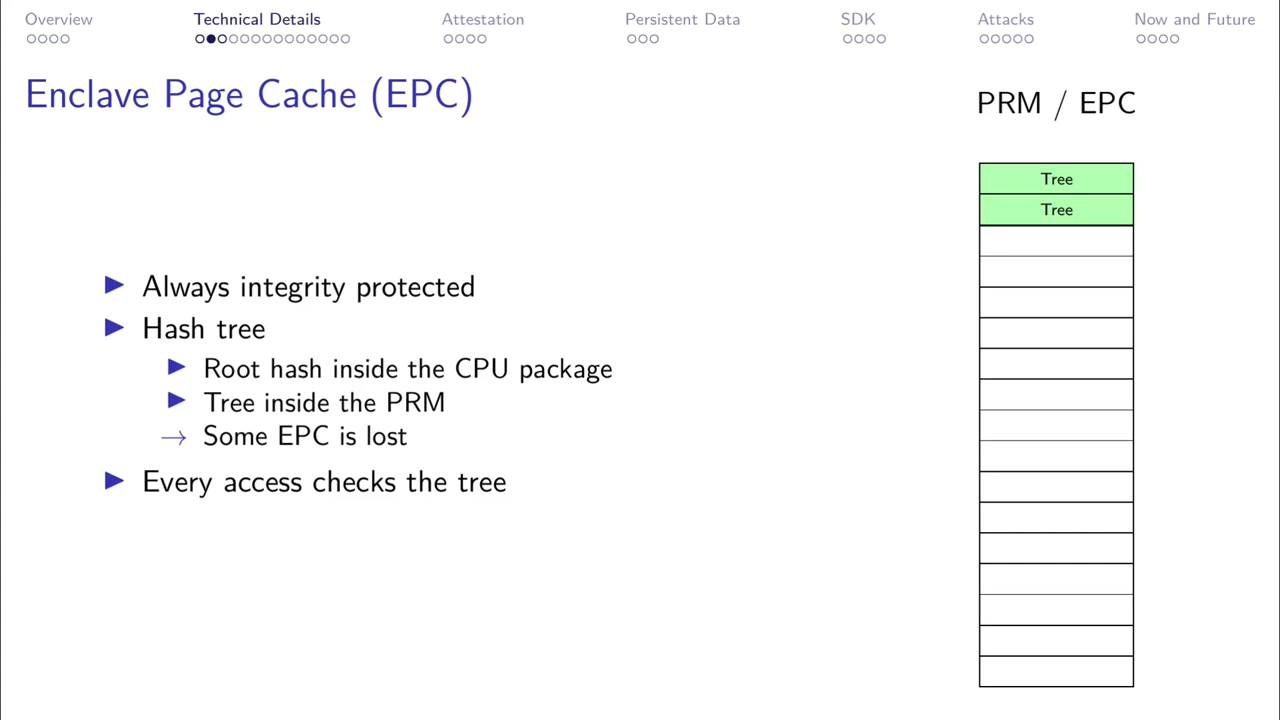 Overview
Technical Details
Attestation
Persistent Data
SDK
Attacks
Now and Future
Enclave Page Cache (EPC)
PRM / EPC
Tree
Tree
Always integrity protected
Hash tree
Root hash inside the CPU package
Tree inside the PRM
→ Some EPC is lost
Every access checks the tree